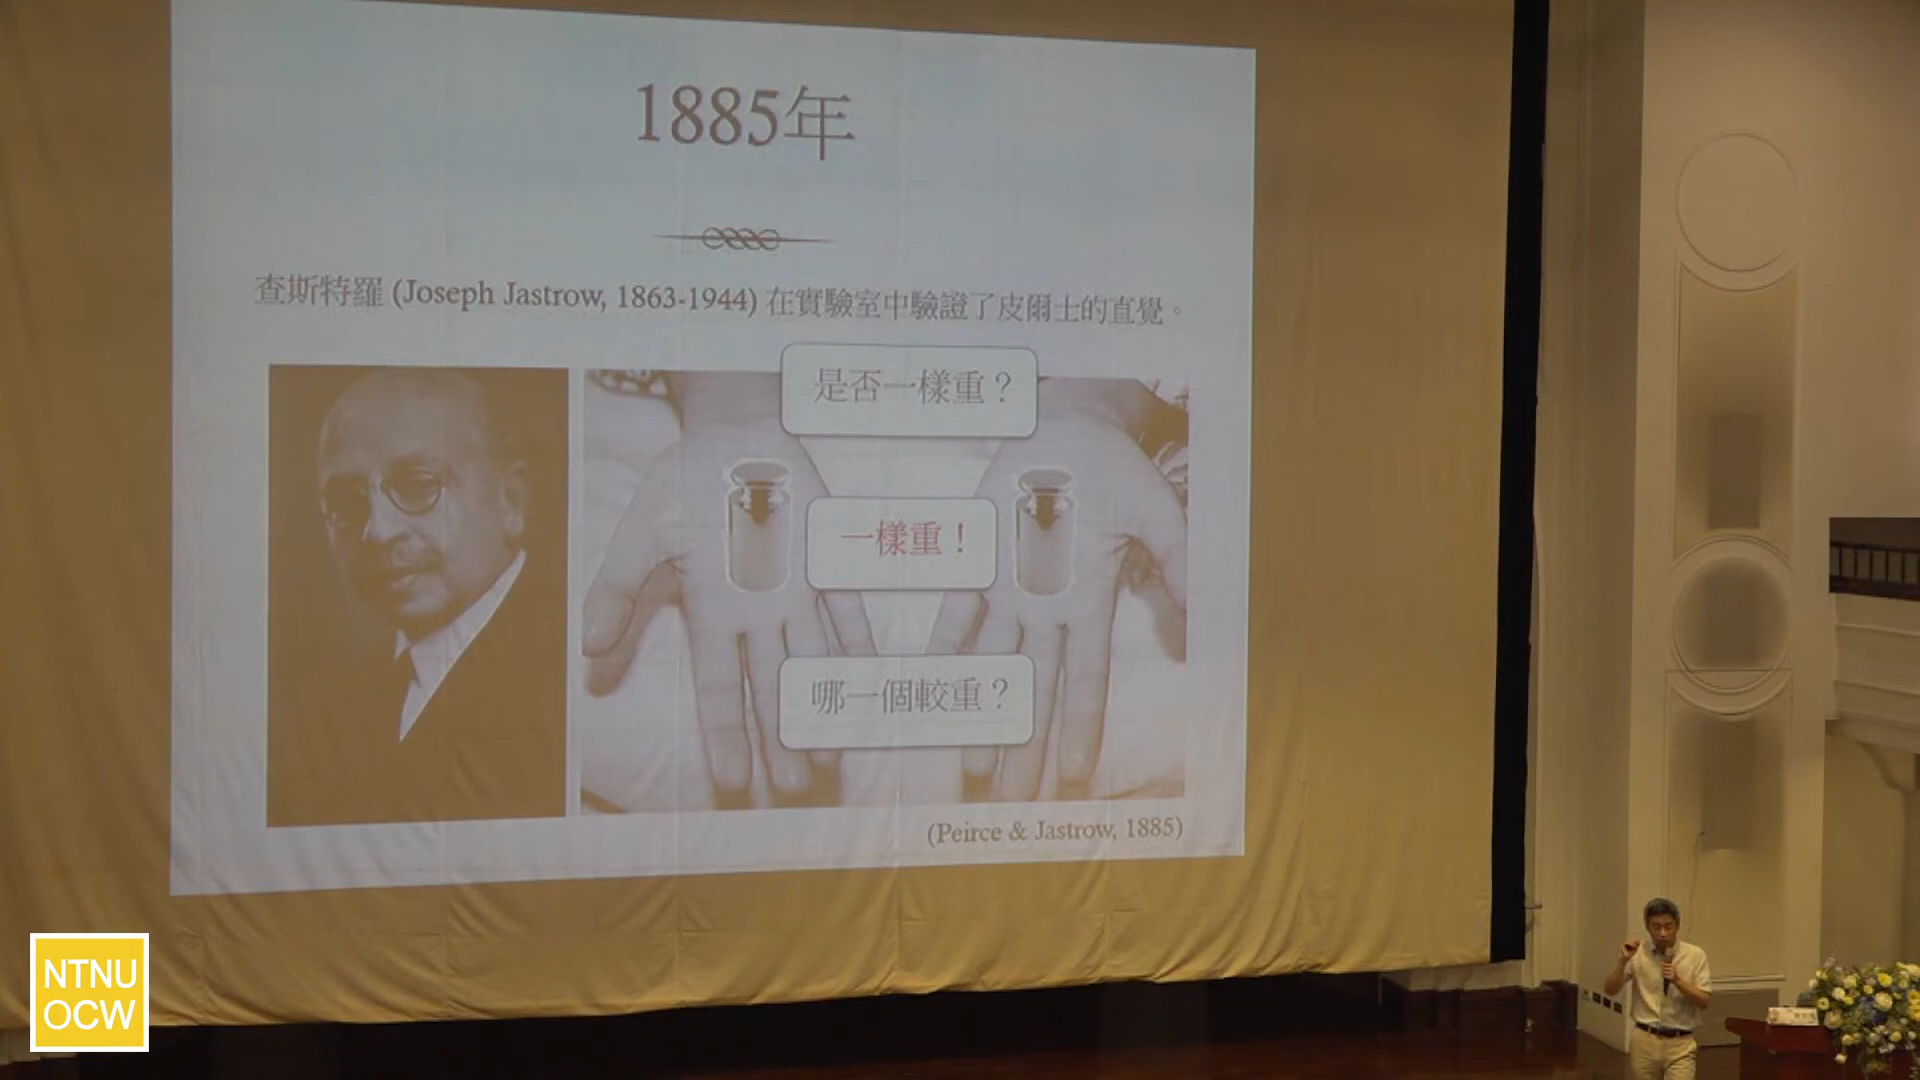 1885年
查斯特羅 (Joseph Jastrow, 1863-1944) 在實驗室中驗證了皮爾士的直覺。
是否一樣重？
一樣重！
哪一個較重？
(Peirce & Jastrow, 1885)
NTNU
OCW